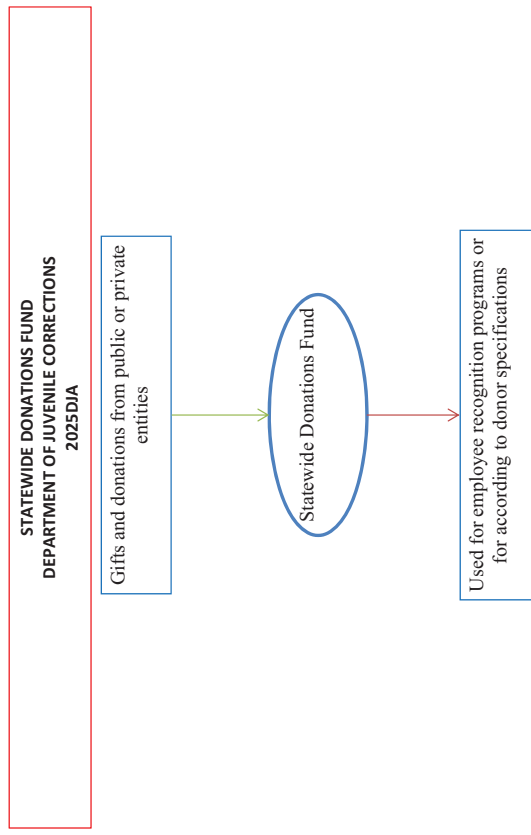 STATEWIDE DONATIONS FUND
DEPARTMENT OF JUVENILE CORRECTIONS
2025DJA
Gifts and donations from public or private
entities
Statewide Donations Fund
Used for employee recognition programs or
for according to donor specifications